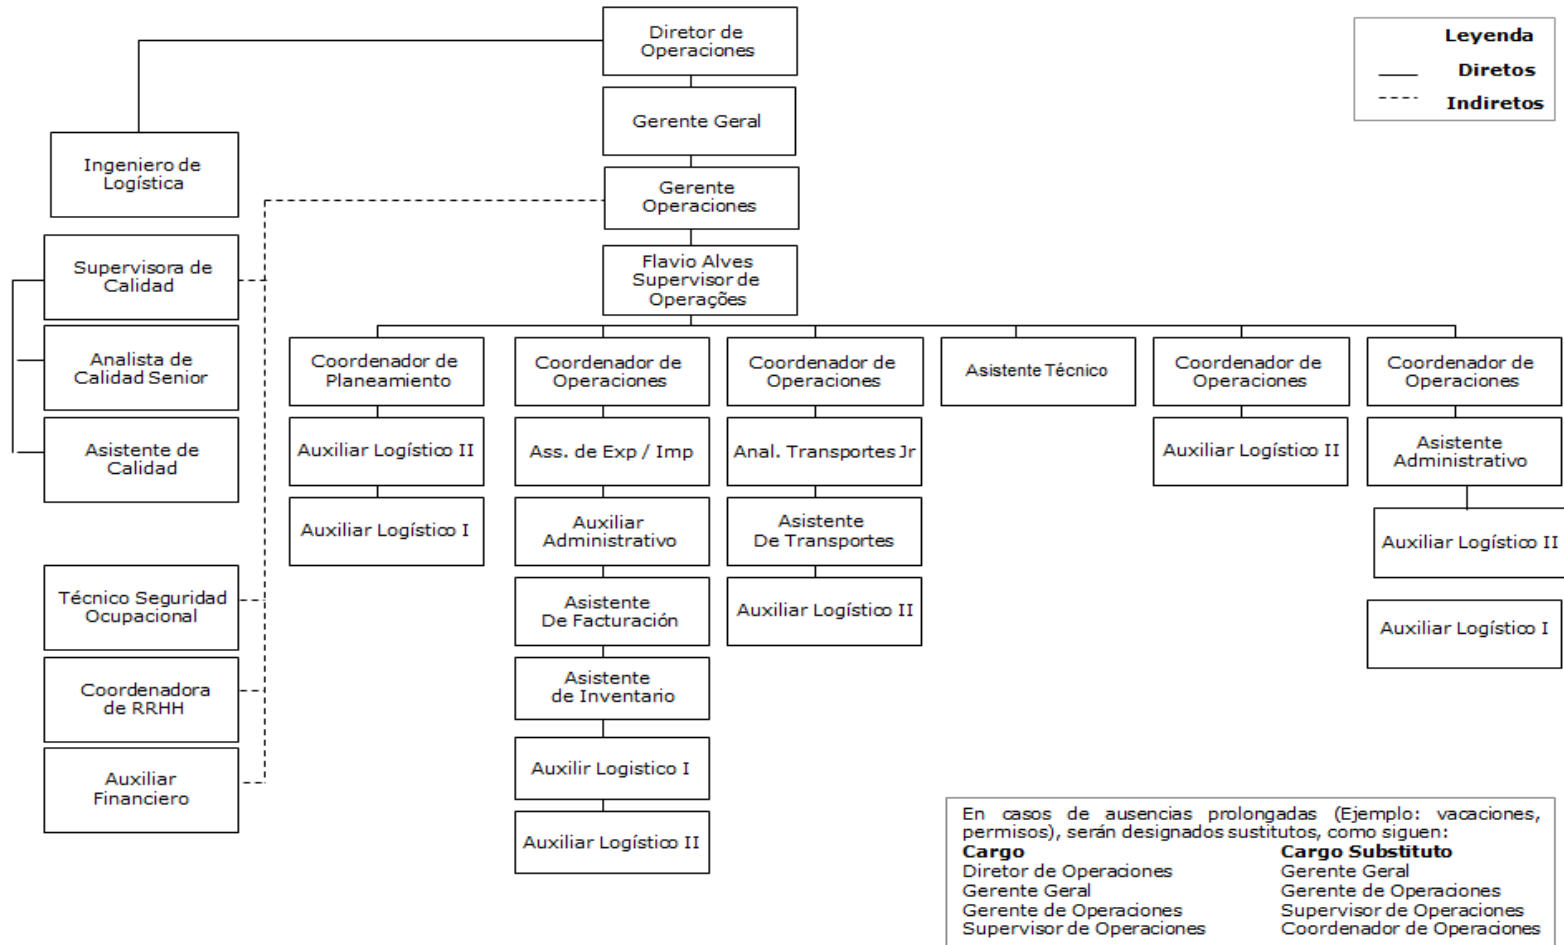 Diretor de
Operaciones
Leyenda
Diretos
Indiretos
Gerente Geral
Ingeniero de
Logística
Gerente
Operaciones
Supervisora de
Calidad
Flavio Alves
Supervisor de
Operações
Analista de
Calidad Senior
Asistente de
Calidad
Técnico Seguridad
Ocupacional
Coordenadora
de RRHH
Auxiliar
Financiero
Coordenador de
Planeamiento
Auxiliar Logístico II
Auxiliar Logístico I
Coordenador de
Operaciones
Ass. de Exp / Imp
Auxiliar
Administrativo
Asistente
De Facturación
Asistente
de Inventario
Auxilir Logistico I
Auxiliar Logístico II
Coordenador de
Operaciones
Anal. Transportes Jr
Asistente
De Transportes
Auxiliar Logístico II
Asistente Técnico
Coordenador de
Operaciones
Auxiliar Logístico II
Coordenador de
Operaciones
Asistente
Administrativo
Auxiliar Logístico II
Auxiliar Logístico I
En casos de ausencias prolongadas (Ejemplo: vacaciones,
permisos), serán designados sustitutos, como siguen:
Cargo Cargo Substituto
Diretor de Operaciones Gerente Geral
Gerente Geral Gerente de Operaciones
Gerente de Operaciones Supervisor de Operaciones
Supervisor de Operaciones Coordenador de Operaciones